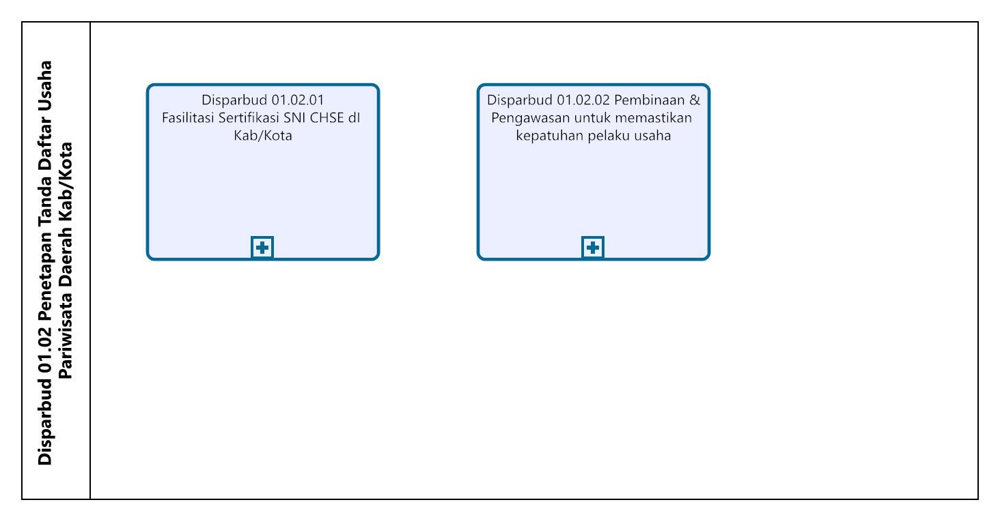 Disparbud 01.02 Penetapan Tanda Daftar Usaha
Pariwisata Daerah Kab/Kota
Disparbud 01.02.01
Fasilitasi Sertifikasi SNI CHSE dI
Kab/Kota
Disparbud 01.02.02 Pembinaan &
Pengawasan untuk memastikan
kepatuhan pelaku usaha